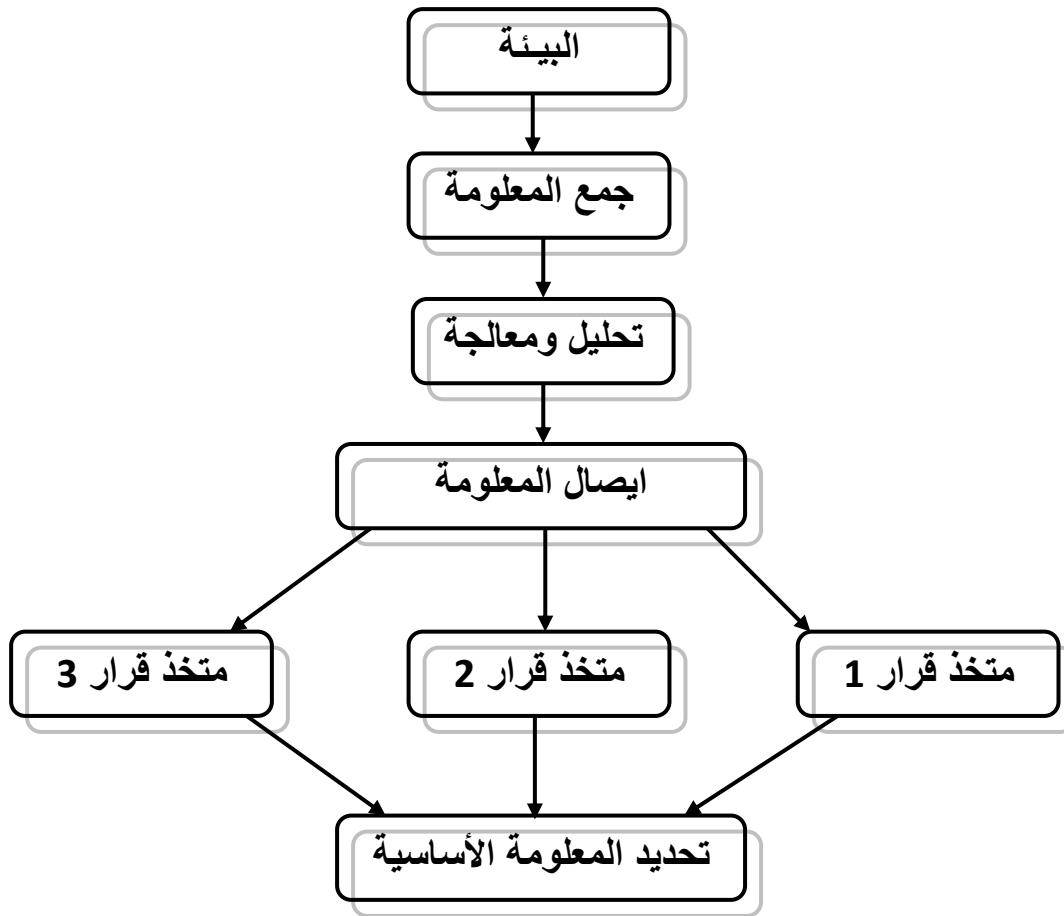 البيئة
جمع المعلومة
تحليل ومعالجة
ايصال المعلومة
متخذ قرار 1
متخذ قرار 2
متخذ قرار 3
تحديد المعلومة الأساسية